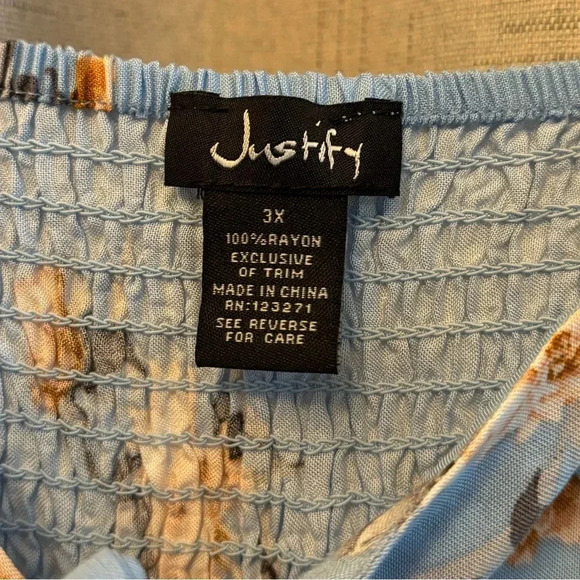 Justify
3X
100%RAYON
EXCLUSIVE
OF TRIM
MADE IN CHINA
RN:123271
SEE REVERSE
FOR CARE